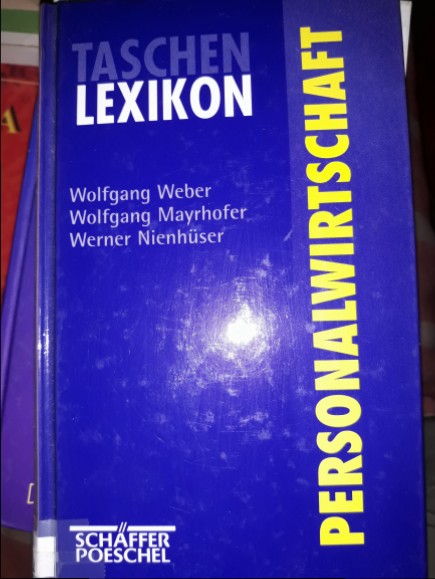 TASCHEN
LEXIKON
Wolfgang Weber
Wolfgang Mayrhofer
Werner Nienhüser
PERSONALWIRTSCHAFT
SCHÄFFER
POESCHEL